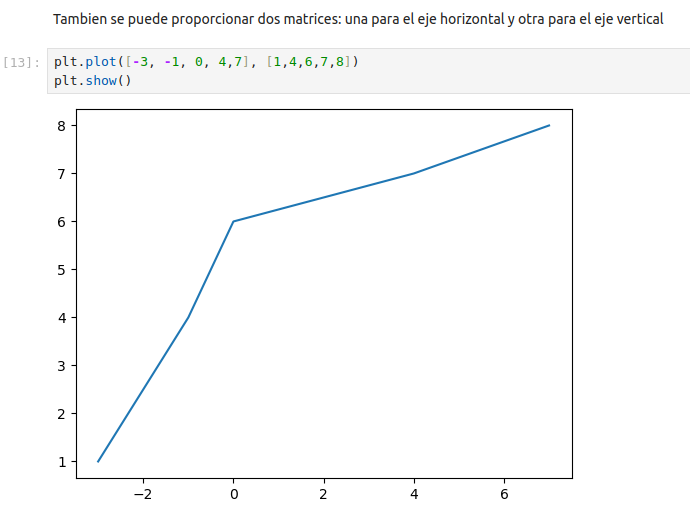 Tambien se puede proporcionar dos matrices: una para el eje horizontal y otra para el eje vertical
[13]: plt.plot([-3, -1, 0, 4,7], [1,4,6,7,8])
plt.show()
8
7
6
5
4
3
2
1
−2 0 2 4 6